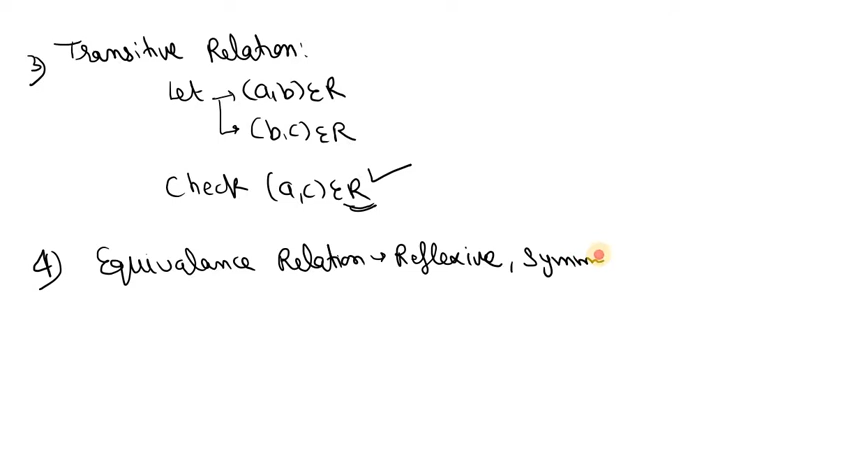 3) Transitive Relation:
Let → (a,b) ε R
↳ (b,c) ε R
Check (a,c) ε R ✓
4) Equivalance Relation → Reflexive, Symm